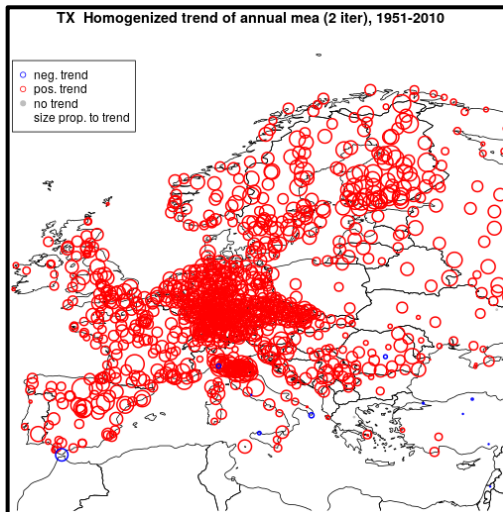 TX Homogenized trend of annual mea (2 iter), 1951-2010
neg. trend
pos. trend
no trend
size prop. to trend